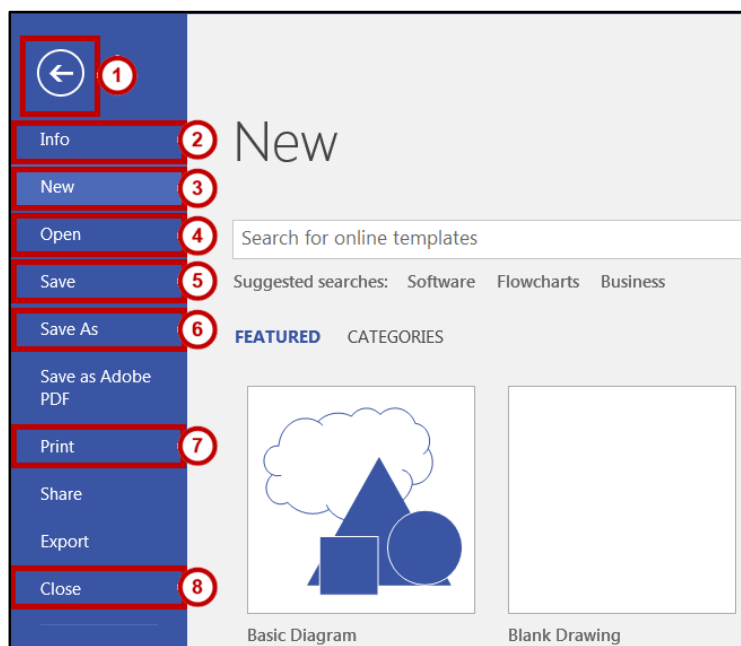 1
Info 2
New 3
Open 4
Save 5
Save As 6
Save as Adobe
PDF
Print 7
Share
Export
Close 8
New
Search for online templates
Suggested searches: Software Flowcharts Business
FEATURED CATEGORIES
Basic Diagram Blank Drawing